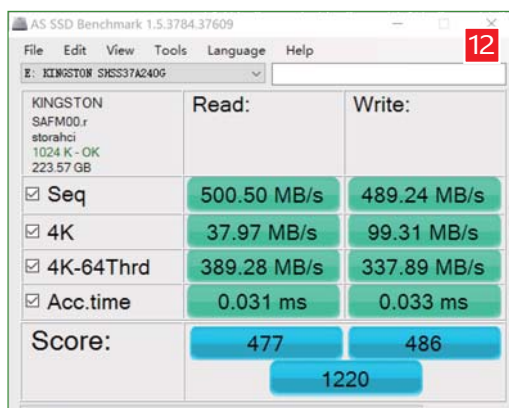 AS SSD Benchmark 1.5.3784.37609
12
File Edit View Tools Language Help
E: KINGSTON SHSS37A240G
KINGSTON
SAFM00.r
storahci
1024 K - OK
223.57 GB
Read: Write:
Seq 500.50 MB/s 489.24 MB/s
4K 37.97 MB/s 99.31 MB/s
4K-64Thrd 389.28 MB/s 337.89 MB/s
Acc.time 0.031 ms 0.033 ms
Score: 477 486
1220